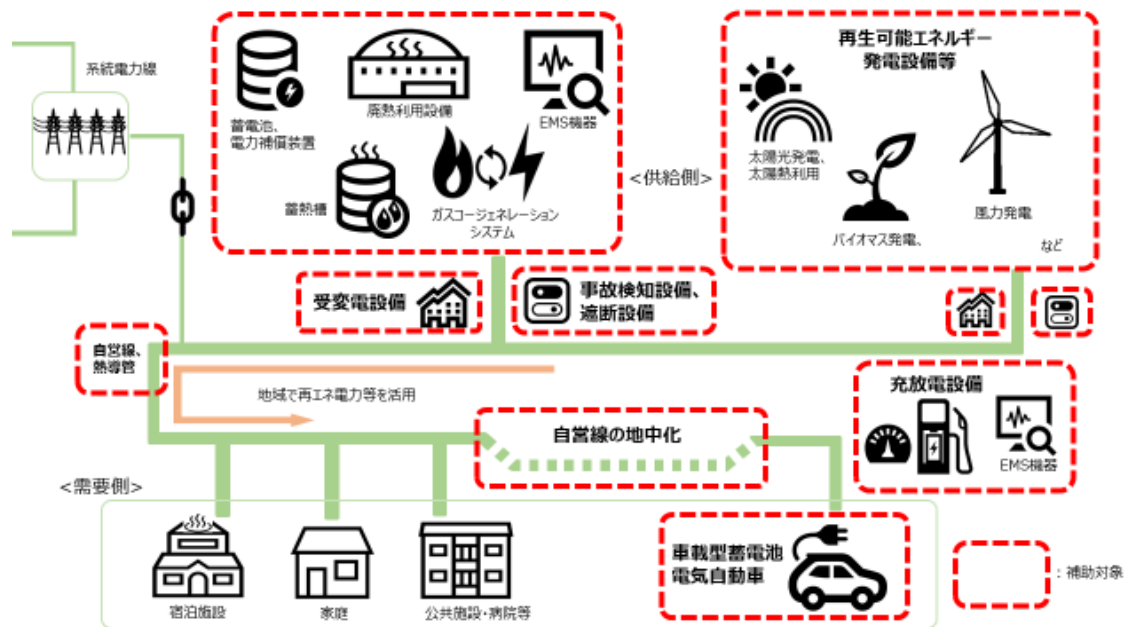 系統電力線
蓄電池、
電力補償装置
廃熱利用設備
EMS機器
蓄熱槽
ガスコージェネレーション
システム
<供給側>
再生可能エネルギー
発電設備等
太陽光発電、
太陽熱利用
バイオマス発電、
風力発電
など
受変電設備
事故検知設備、
遮断設備
自営線、
熱導管
地域で再エネ電力等を活用
自営線の地中化
充放電設備
EMS機器
<需要側>
宿泊施設
家庭
公共施設・病院等
車載型蓄電池
電気自動車
：補助対象